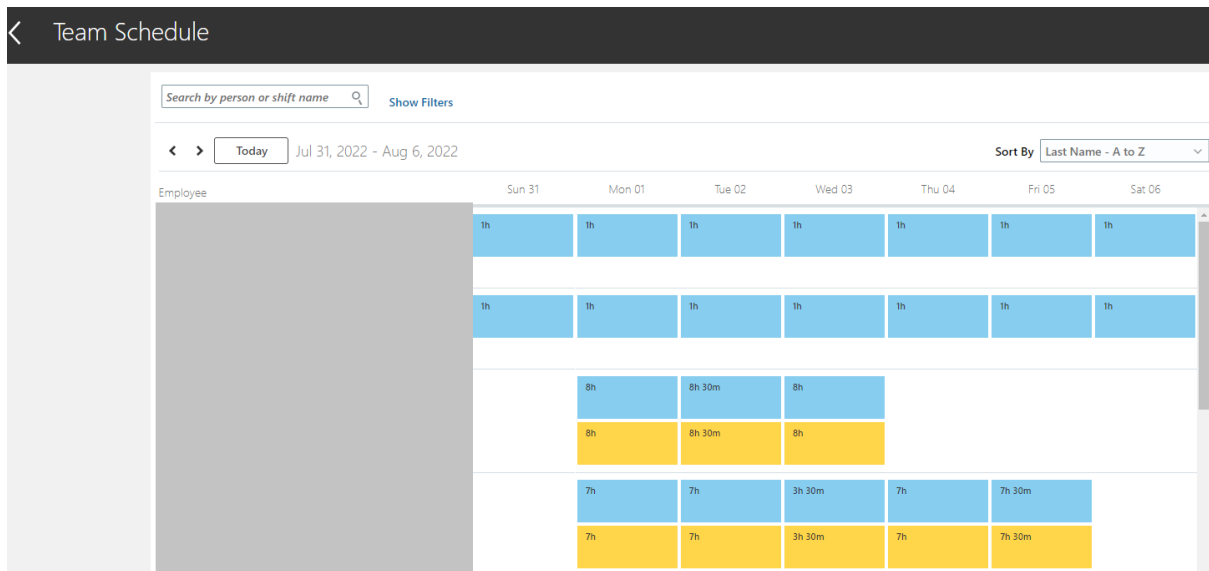 Team Schedule
Search by person or shift name
Show Filters
Today Jul 31, 2022 - Aug 6, 2022 Sort By Last Name - A to Z
Employee Sun 31 Mon 01 Tue 02 Wed 03 Thu 04 Fri 05 Sat 06
1h 1h 1h 1h 1h 1h 1h
1h 1h 1h 1h 1h 1h 1h
8h 8h 30m 8h
8h 8h 30m 8h
7h 7h 3h 30m 7h 7h 30m
7h 7h 3h 30m 7h 7h 30m